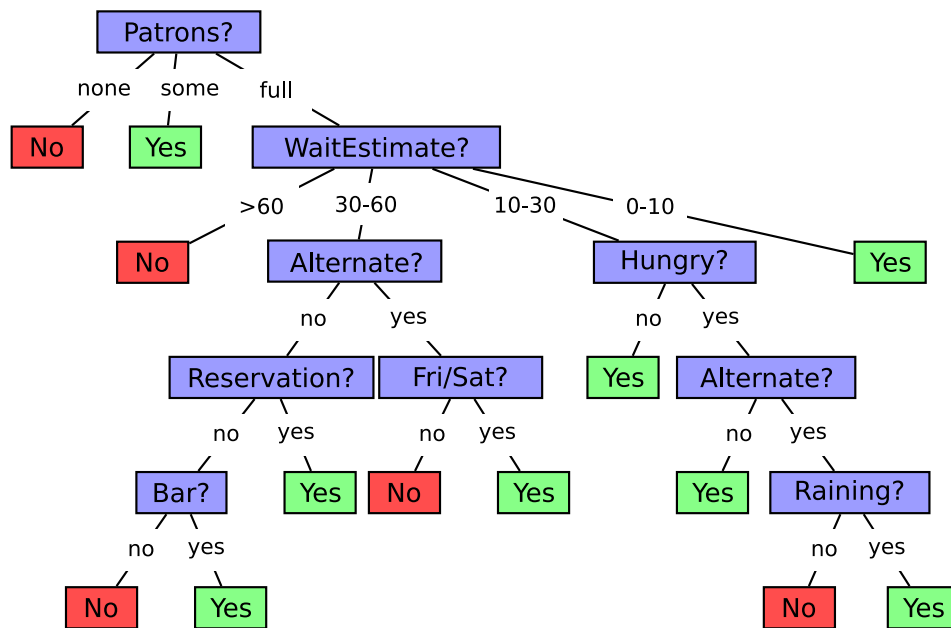 Patrons?
none some full
No Yes WaitEstimate?
>60 30-60 10-30 0-10
No Alternate? Hungry? Yes
no yes no yes
Reservation? Fri/Sat? Yes Alternate?
no yes no yes no yes
Bar? Yes No Yes Yes Raining?
no yes no yes
No Yes No Yes